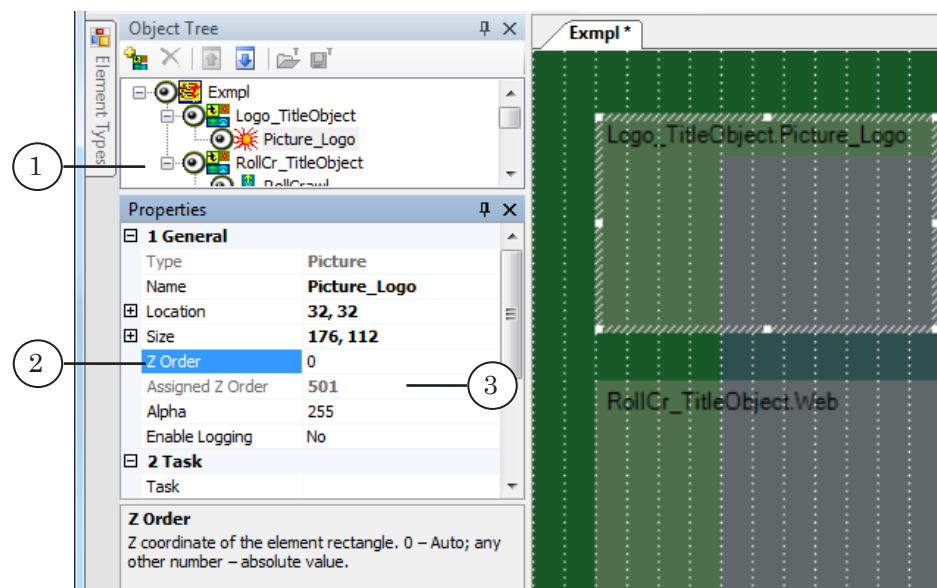 Element Types
Object Tree
Exmpl
Logo_TitleObject
Picture_Logo
RollCr_TitleObject
RollCrawl
1
Properties
1 General
Type Picture
Name Picture_Logo
Location 32, 32
Size 176, 112
2
Z Order 0
Assigned Z Order 501
3
Alpha 255
Enable Logging No
2 Task
Task
Z Order
Z coordinate of the element rectangle. 0 – Auto; any
other number – absolute value.
Exmpl *
Logo_TitleObject.Picture_Logo
RollCr_TitleObject.Web